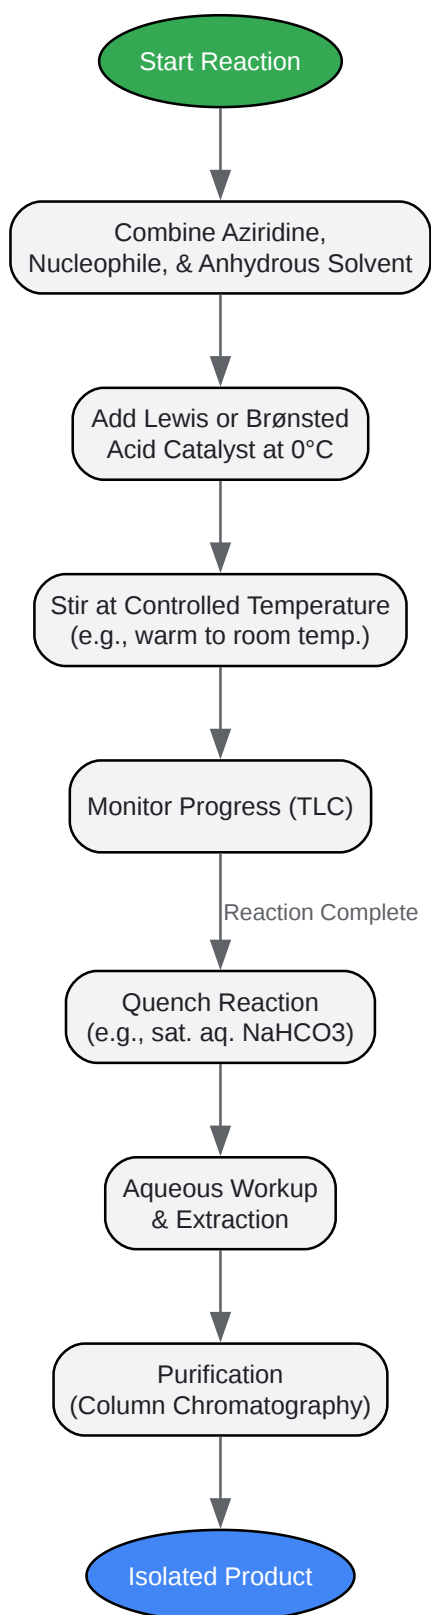 Start Reaction
Combine Aziridine,
Nucleophile, & Anhydrous Solvent
Add Lewis or Brønsted
Acid Catalyst at 0°C
Stir at Controlled Temperature
(e.g., warm to room temp.)
Monitor Progress (TLC)
Reaction Complete
Quench Reaction
(e.g., sat. aq. NaHCO3)
Aqueous Workup
& Extraction
Purification
(Column Chromatography)
Isolated Product